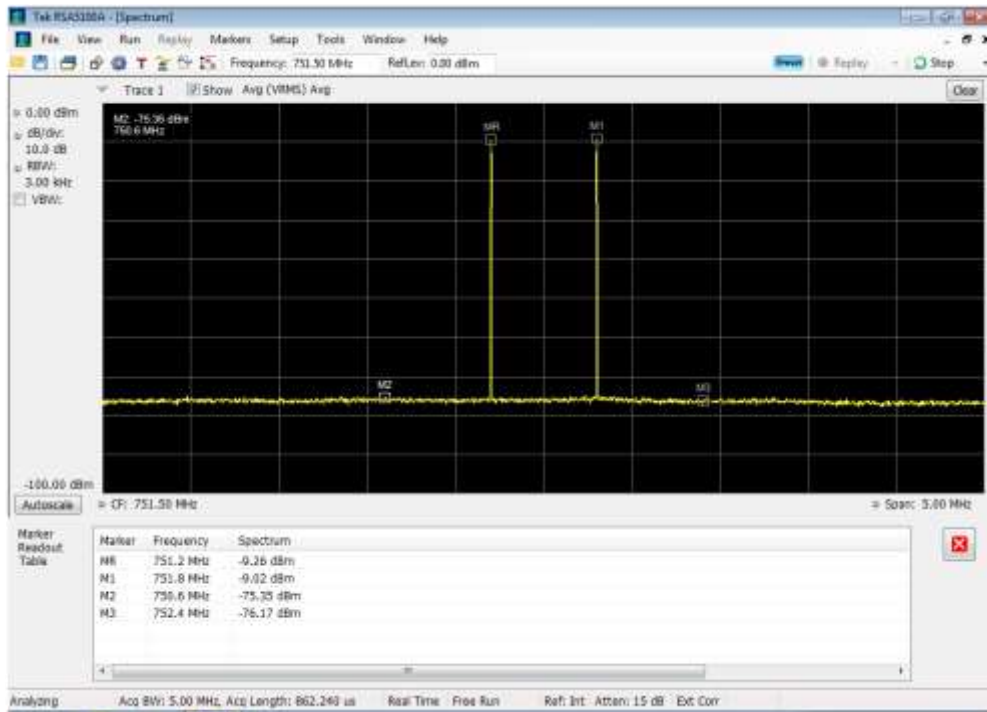 Tek RSA5100A - [Spectrum]
File View Run Replay Markers Setup Tools Window Help
Frequency: 751.50 MHz RefLev: 0.00 dBm Preset Replay Stop
Trace 1 Show Avg (VRMS) Avg Clear
0.00 dBm
dB/div:
10.0 dB
RBW:
3.00 kHz
VBW:
M2: -75.36 dBm
750.6 MHz
MR
M1
M2
M3
-100.00 dBm
Autoscale CF: 751.50 MHz Span: 5.00 MHz
Marker
Readout
Table
Marker Frequency Spectrum
MR 751.2 MHz -9.26 dBm
M1 751.8 MHz -9.02 dBm
M2 750.6 MHz -75.35 dBm
M3 752.4 MHz -76.17 dBm
Analyzing Acq BW: 5.00 MHz, Acq Length: 862.240 us Real Time Free Run Ref: Int Atten: 15 dB Ext Corr